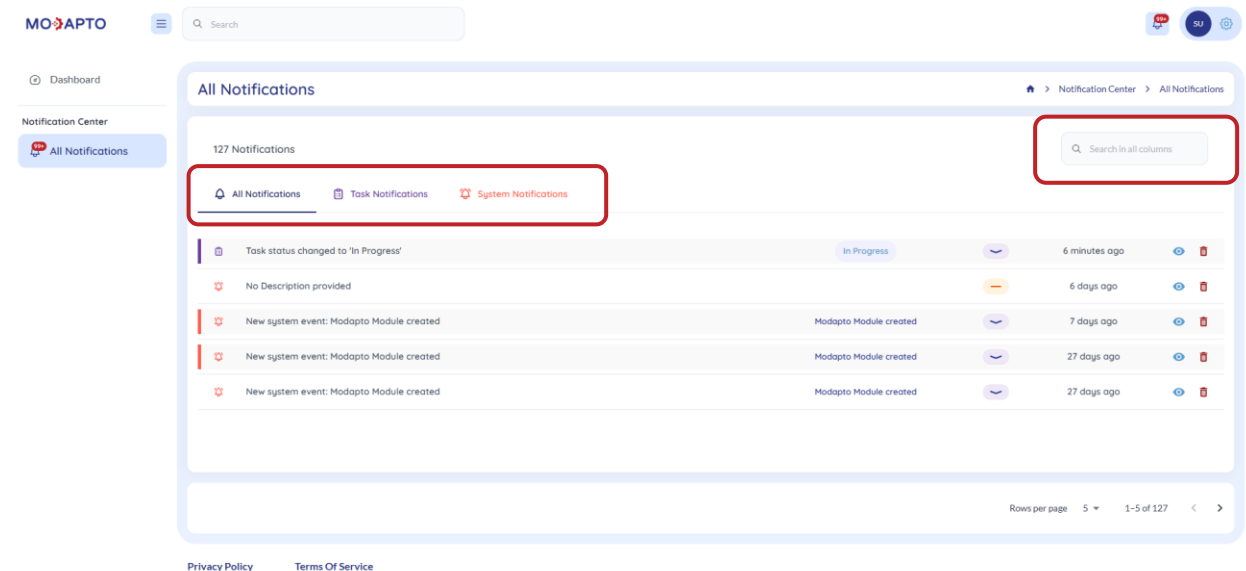 MODAPTO
Search
99+
SU
Dashboard
Notification Center
99+
All Notifications
All Notifications
> Notification Center > All Notifications
127 Notifications
Search in all columns
All Notifications Task Notifications System Notifications
Task status changed to 'In Progress' In Progress 6 minutes ago
No Description provided 6 days ago
New system event: Modapto Module created Modapto Module created 7 days ago
New system event: Modapto Module created Modapto Module created 27 days ago
New system event: Modapto Module created Modapto Module created 27 days ago
Rows per page 5 1–5 of 127 < >
Privacy Policy Terms Of Service